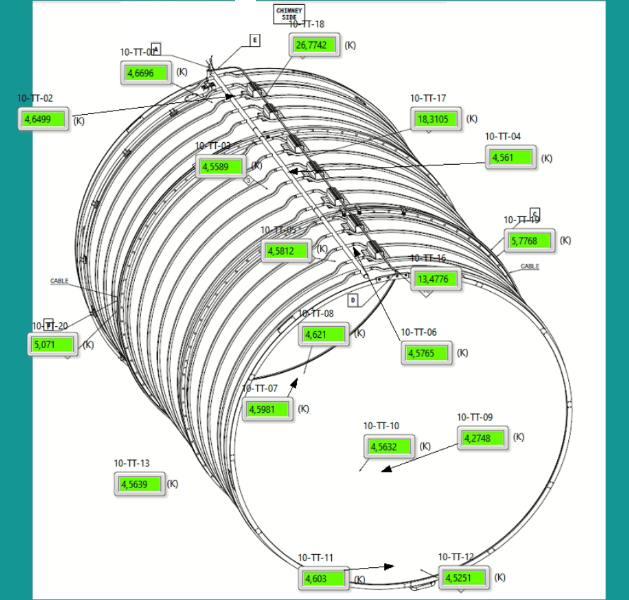 CHIMNEY
SIDE
10-TT-18
26,7742 (K)
E
A
4,6696 (K)
10-TT-02
4,6499 (K)
10-TT-17
18,3105 (K)
10-TT-04
4,561 (K)
10-TT-03
4,5589 (K)
C
5,7768 (K)
10-TT-05
4,5812 (K)
CABLE
10-TT-16
13,4776
CABLE
D
10-TT-08
4,621 (K)
10-TT-20
5,071 (K)
10-TT-06
4,5765 (K)
10-TT-07
4,5981 (K)
10-TT-10
4,5632 (K)
10-TT-09
4,2748 (K)
10-TT-13
4,5639 (K)
10-TT-11
4,603 (K)
10-TT-12
4,5251 (K)